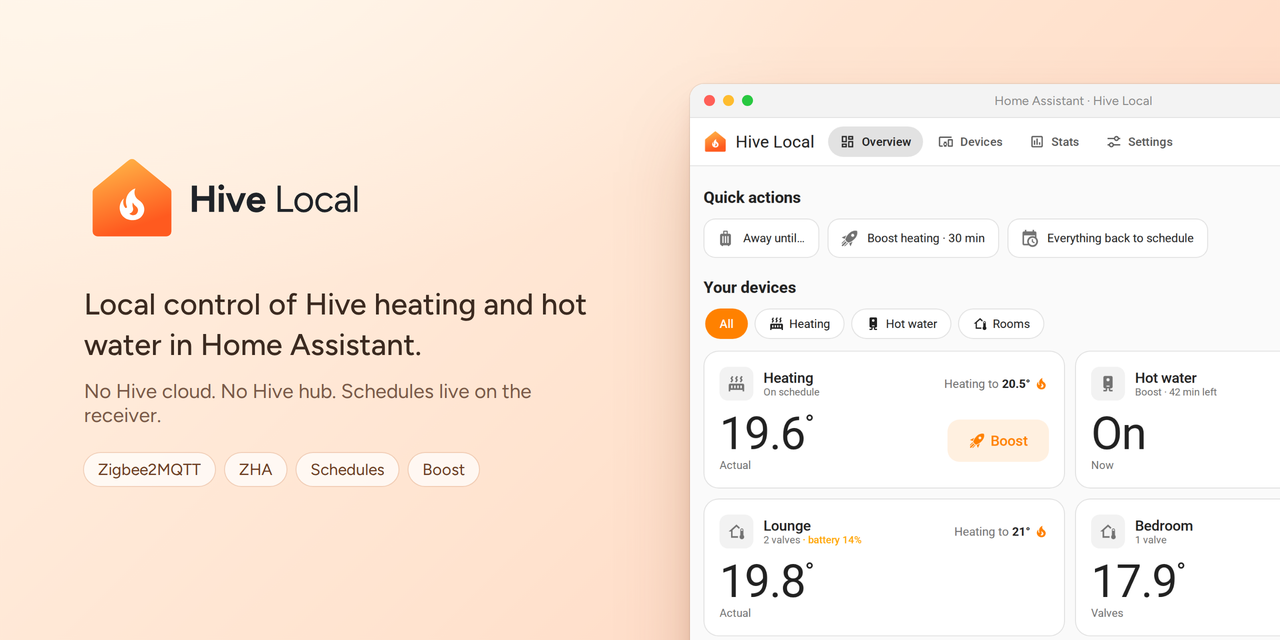 Hive Local
Local control of Hive heating and hot
water in Home Assistant.
No Hive cloud. No Hive hub. Schedules live on the
receiver.
Zigbee2MQTT
ZHA
Schedules
Boost
Home Assistant · Hive Local
Hive Local
Overview
Devices
Stats
Settings
Quick actions
Away until...
Boost heating · 30 min
Everything back to schedule
Your devices
All
Heating
Hot water
Rooms
Heating
On schedule
Heating to 20.5°
19.6°
Actual
Boost
Hot water
Boost · 42 min left
On
Now
Lounge
2 valves · battery 14%
Heating to 21°
19.8°
Actual
Bedroom
1 valve
17.9°
Valves